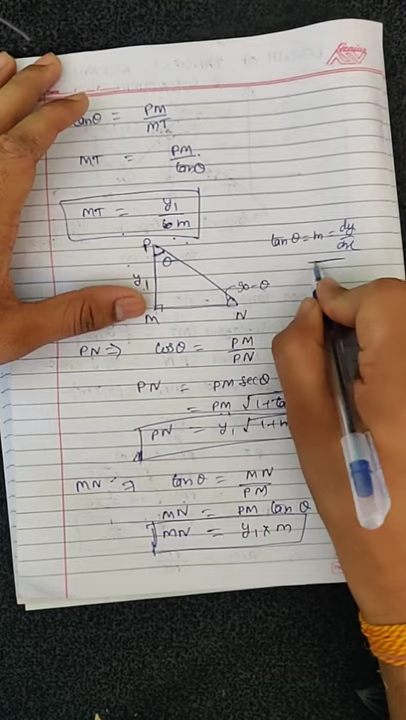 Genius
tanθ = PM/MT
MT = PM/tanθ
MT = y₁/m
P
θ
tanθ = m = dy/dx
y₁
90-θ
M
N
PN ⇒ cosθ = PM/PN
PN = PM secθ
= PM √1+
PN = y₁ √1+
MN ⇒ tanθ = MN/PM
MN = PM tanθ
MN = y₁ × m